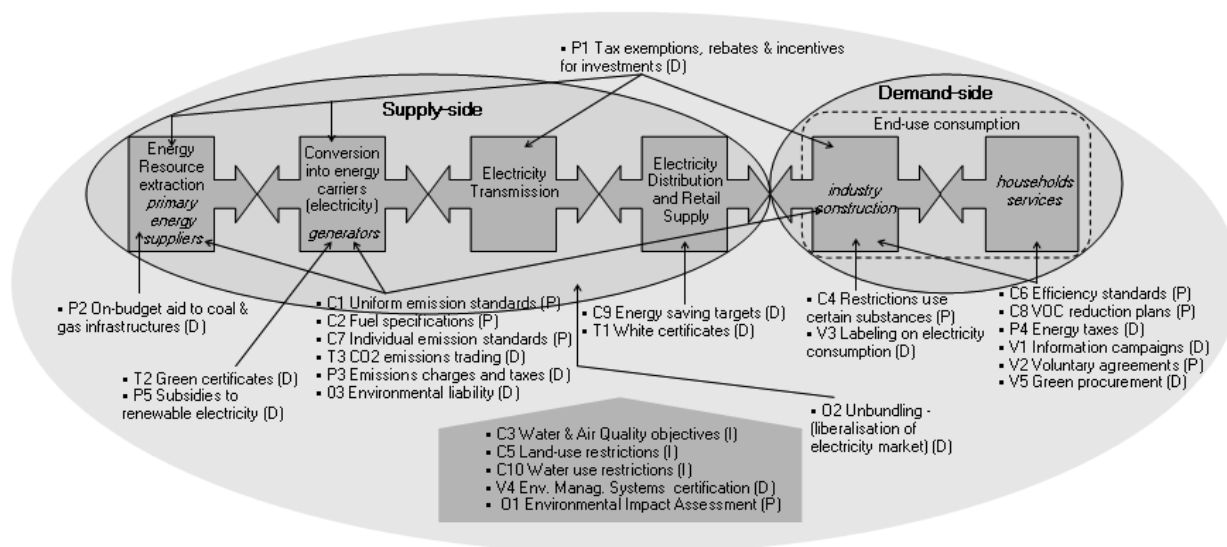 ▪ P1 Tax exemptions, rebates & incentives
for investments (D)
Supply-side
Demand-side
End-use consumption
Energy
Resource
extraction
primary
energy
suppliers
Conversion
into energy
carriers
(electricity)
generators
Electricity
Transmission
Electricity
Distribution
and Retail
Supply
industry
construction
households
services
▪ P2 On-budget aid to coal &
gas infrastructures (D)
▪ T2 Green certificates (D)
▪ P5 Subsidies to
renewable electricity (D)
▪ C1 Uniform emission standards (P)
▪ C2 Fuel specifications (P)
▪ C7 Individual emission standards (P)
▪ T3 CO2 emissions trading (D)
▪ P3 Emissions charges and taxes (D)
▪ 03 Environmental liability (D)
▪ C9 Energy saving targets (D)
▪ T1 White certificates (D)
▪ C4 Restrictions use
certain substances (P)
▪ V3 Labeling on electricity
consumption (D)
▪ C6 Efficiency standards (P)
▪ C8 VOC reduction plans (P)
▪ P4 Energy taxes (D)
▪ V1 Information campaigns (D)
▪ V2 Voluntary agreements (P)
▪ V5 Green procurement (D)
▪ O2 Unbundling -
(liberalisation of
electricity market) (D)
▪ C3 Water & Air Quality objectives (I)
▪ C5 Land-use restrictions (I)
▪ C10 Water use restrictions (I)
▪ V4 Env. Manag. Systems certification (D)
▪ O1 Environmental Impact Assessment (P)